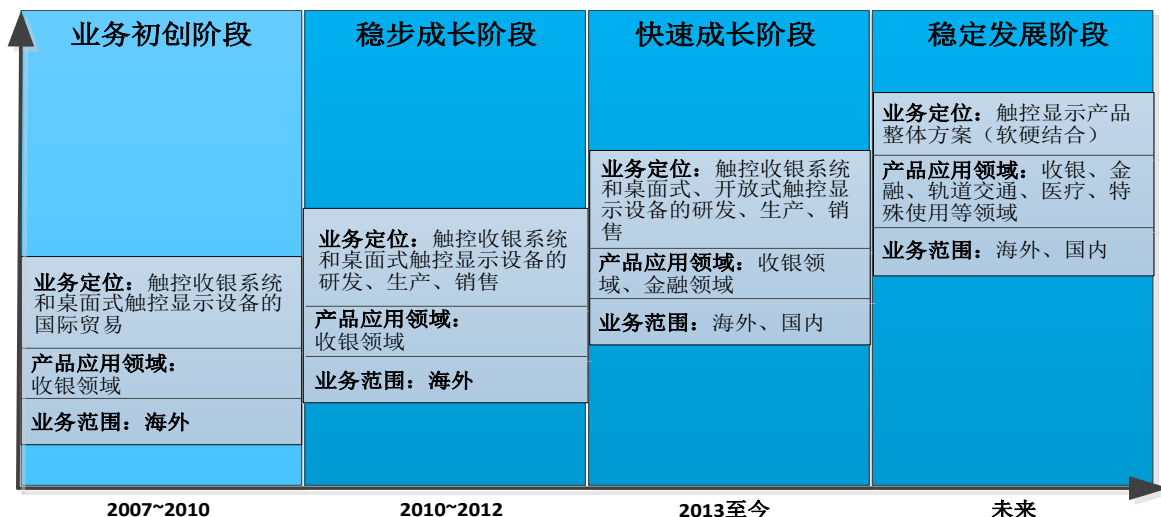 业务初创阶段
业务定位：触控收银系统
和桌面式触控显示设备的
国际贸易
产品应用领域：
收银领域
业务范围：海外
2007~2010
稳步成长阶段
业务定位：触控收银系统
和桌面式触控显示设备的
研发、生产、销售
产品应用领域：
收银领域
业务范围：海外
2010~2012
快速成长阶段
业务定位：触控收银系统
和桌面式、开放式触控显
示设备的研发、生产、销
售
产品应用领域：收银领
域、金融领域
业务范围：海外、国内
2013至今
稳定发展阶段
业务定位：触控显示产品
整体方案（软硬结合）
产品应用领域：收银、金
融、轨道交通、医疗、特
殊使用等领域
业务范围：海外、国内
未来